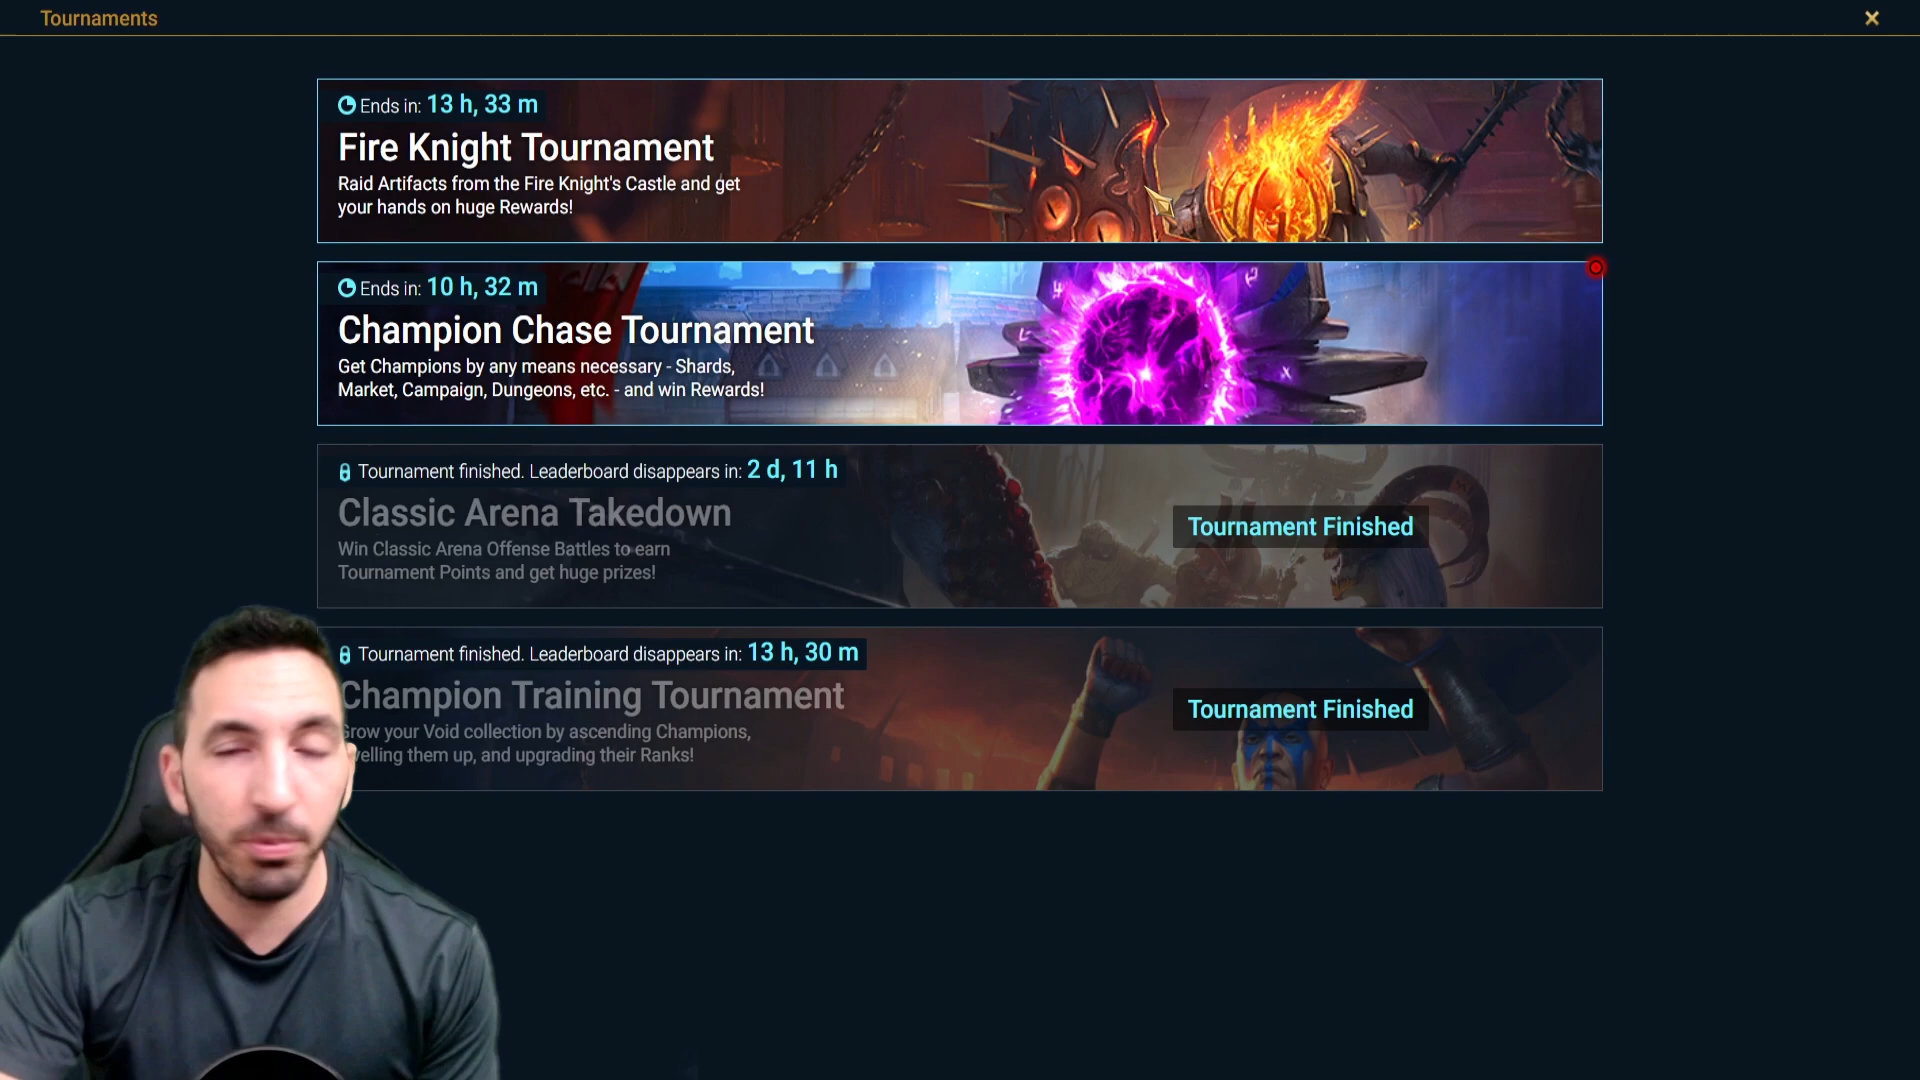 Tournaments
Ends in: 13 h, 33 m
Fire Knight Tournament
Raid Artifacts from the Fire Knight's Castle and get
your hands on huge Rewards!
Ends in: 10 h, 32 m
Champion Chase Tournament
Get Champions by any means necessary - Shards,
Market, Campaign, Dungeons, etc. - and win Rewards!
Tournament finished. Leaderboard disappears in: 2 d, 11 h
Classic Arena Takedown
Win Classic Arena Offense Battles to earn
Tournament Points and get huge prizes!
Tournament Finished
Tournament finished. Leaderboard disappears in: 13 h, 30 m
Champion Training Tournament
Grow your Void collection by ascending Champions,
velling them up, and upgrading their Ranks!
Tournament Finished